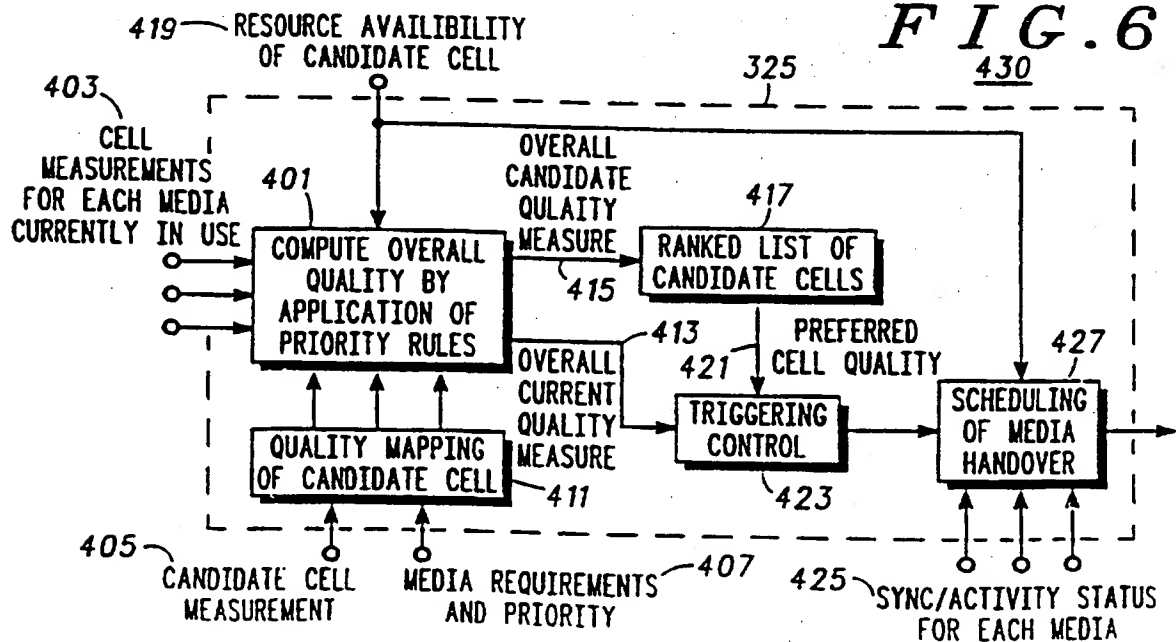 FIG.6
430
419
RESOURCE AVAILIBITY
OF CANDIDATE CELL
325
403
CELL
MEASUREMENTS
FOR EACH MEDIA
CURRENTLY IN USE
401
COMPUTE OVERALL
QUALITY BY
APPLICATION OF
PRIORITY RULES
OVERALL
CANDIDATE
QULAITY
MEASURE
415
417
RANKED LIST OF
CANDIDATE CELLS
413
OVERALL
CURRENT
QUALITY
MEASURE
421
PREFERRED
CELL QUALITY
TRIGGERING
CONTROL
423
427
SCHEDULING
OF MEDIA
HANDOVER
QUALITY MAPPING
OF CANDIDATE CELL
411
405
CANDIDATE CELL
MEASUREMENT
MEDIA REQUIREMENTS
AND PRIORITY
407
425
SYNC/ACTIVITY STATUS
FOR EACH MEDIA